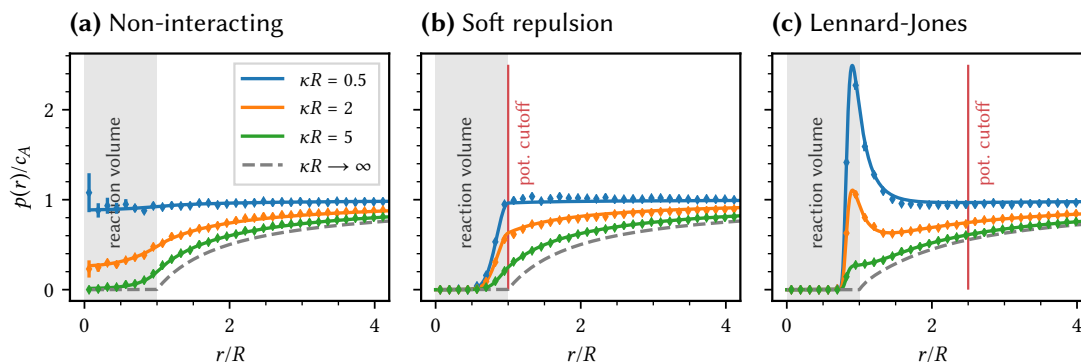 (a) Non-interacting
(b) Soft repulsion
(c) Lennard-Jones
p(r)/c_A
2
1
0
reaction volume
κR = 0.5
κR = 2
κR = 5
κR → ∞
0
2
4
r/R
reaction volume
pot. cutoff
0
2
4
r/R
reaction volume
pot. cutoff
0
2
4
r/R